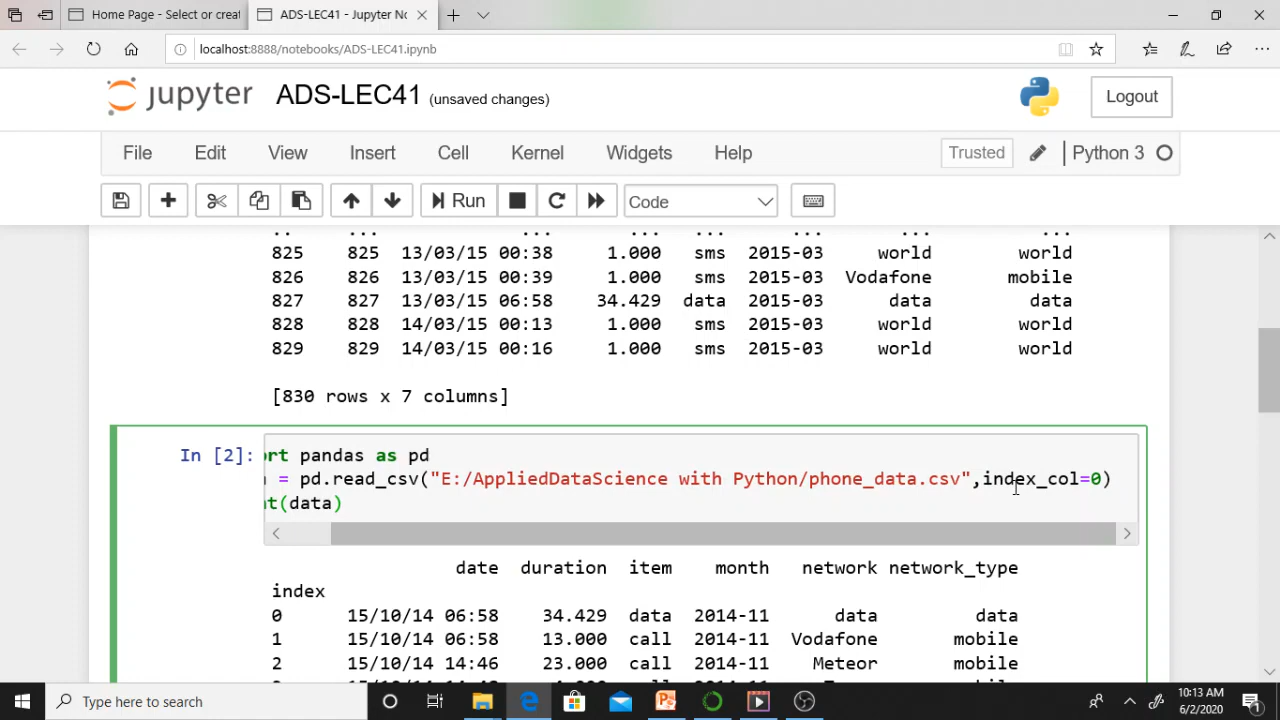 Home Page - Select or creat
ADS-LEC41 - Jupyter No
localhost:8888/notebooks/ADS-LEC41.ipynb
jupyter ADS-LEC41 (unsaved changes)
Logout
File Edit View Insert Cell Kernel Widgets Help
Trusted Python 3
Run Code
.. ... ... ... ... ... ... ...
825 825 13/03/15 00:38 1.000 sms 2015-03 world world
826 826 13/03/15 00:39 1.000 sms 2015-03 Vodafone mobile
827 827 13/03/15 06:58 34.429 data 2015-03 data data
828 828 14/03/15 00:13 1.000 sms 2015-03 world world
829 829 14/03/15 00:16 1.000 sms 2015-03 world world
[830 rows x 7 columns]
In [2]: ort pandas as pd
= pd.read_csv("E:/AppliedDataScience with Python/phone_data.csv",index_col=0)
nt(data)
date duration item month network network_type
index
0 15/10/14 06:58 34.429 data 2014-11 data data
1 15/10/14 06:58 13.000 call 2014-11 Vodafone mobile
2 15/10/14 14:46 23.000 call 2014-11 Meteor mobile
Type here to search
10:13 AM
6/2/2020